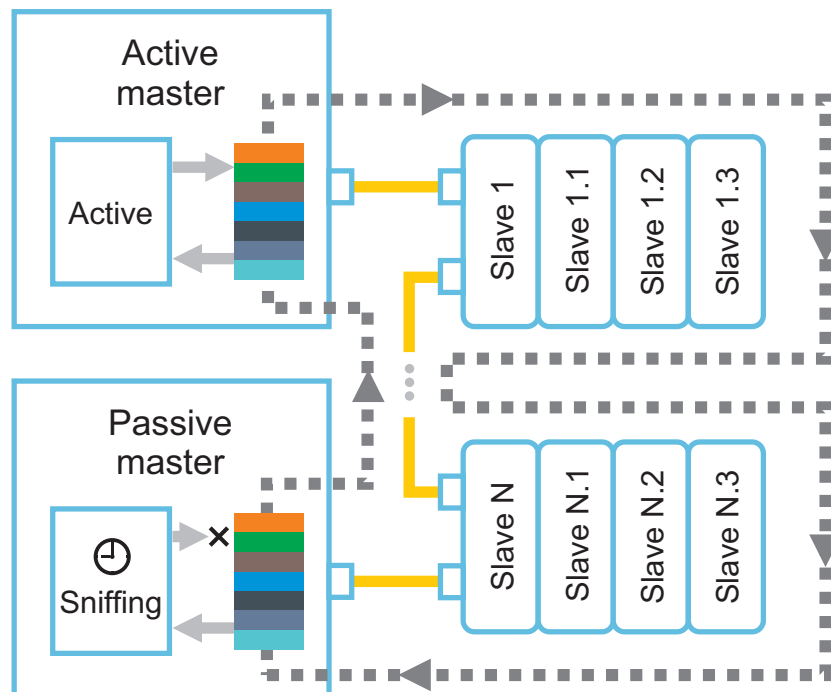 Active
master
Active
Slave 1
Slave 1.1
Slave 1.2
Slave 1.3
Passive
master
Sniffing
Slave N
Slave N.1
Slave N.2
Slave N.3